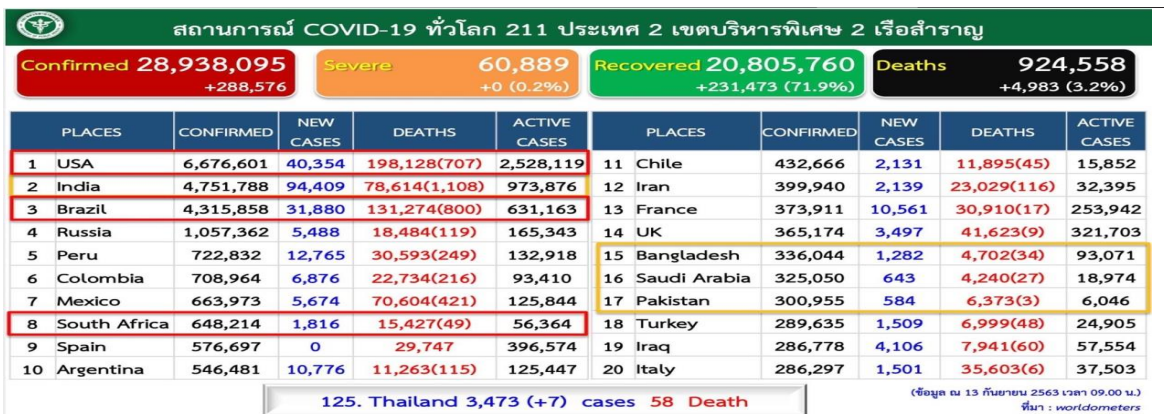 สถานการณ์ COVID-19 ทั่วโลก 211 ประเทศ 2 เขตบริหารพิเศษ 2 เรือสำราญ
Confirmed 28,938,095 Severe 60,889 Recovered 20,805,760 Deaths 924,558
+288,576 +0 (0.2%) +231,473 (71.9%) +4,983 (3.2%)
PLACES CONFIRMED NEW CASES DEATHS ACTIVE CASES PLACES CONFIRMED NEW CASES DEATHS ACTIVE CASES
1 USA 6,676,601 40,354 198,128(707) 2,528,119 11 Chile 432,666 2,131 11,895(45) 15,852
2 India 4,751,788 94,409 78,614(1,108) 973,876 12 Iran 399,940 2,139 23,029(116) 32,395
3 Brazil 4,315,858 31,880 131,274(800) 631,163 13 France 373,911 10,561 30,910(17) 253,942
4 Russia 1,057,362 5,488 18,484(119) 165,343 14 UK 365,174 3,497 41,623(9) 321,703
5 Peru 722,832 12,765 30,593(249) 132,918 15 Bangladesh 336,044 1,282 4,702(34) 93,071
6 Colombia 708,964 6,876 22,734(216) 93,410 16 Saudi Arabia 325,050 643 4,240(27) 18,974
7 Mexico 663,973 5,674 70,604(421) 125,844 17 Pakistan 300,955 584 6,373(3) 6,046
8 South Africa 648,214 1,816 15,427(49) 56,364 18 Turkey 289,635 1,509 6,999(48) 24,905
9 Spain 576,697 0 29,747 396,574 19 Iraq 286,778 4,106 7,941(60) 57,554
10 Argentina 546,481 10,776 11,263(115) 125,447 20 Italy 286,297 1,501 35,603(6) 37,503
125. Thailand 3,473 (+7) cases 58 Death
(ข้อมูล ณ 13 กันยายน 2563 เวลา 09.00 น.)
ที่มา : worldometers